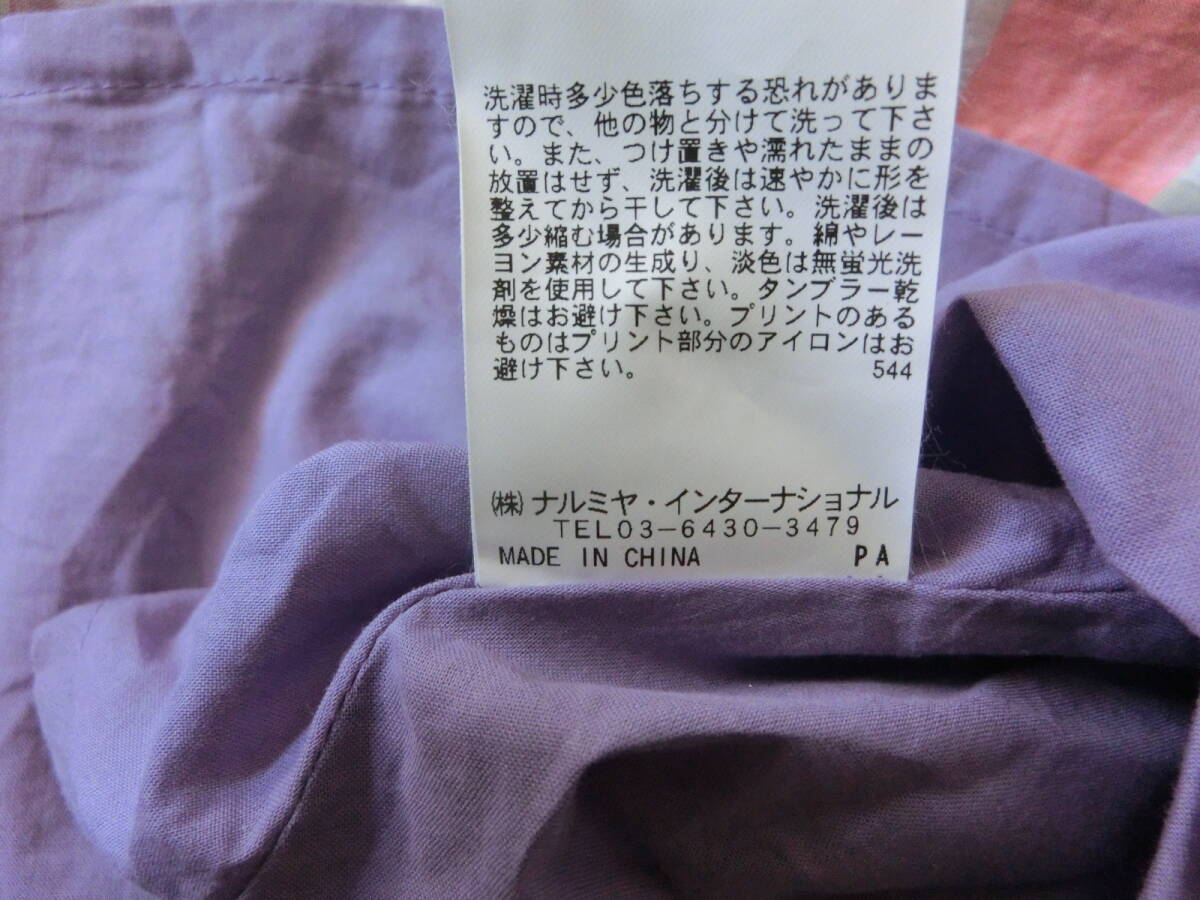 洗濯時多少色落ちする恐れがありま
すので、他の物と分けて洗って下さ
い。また、つけ置きや濡れたままの
放置はせず、洗濯後は速やかに形を
整えてから干して下さい。洗濯後は
多少縮む場合があります。綿やレー
ヨン素材の生成り、淡色は無蛍光洗
剤を使用して下さい。タンブラー乾
燥はお避け下さい。プリントのある
ものはプリント部分のアイロンはお
避け下さい。 544
㈱ナルミヤ・インターナショナル
TEL03-6430-3479
MADE IN CHINA PA